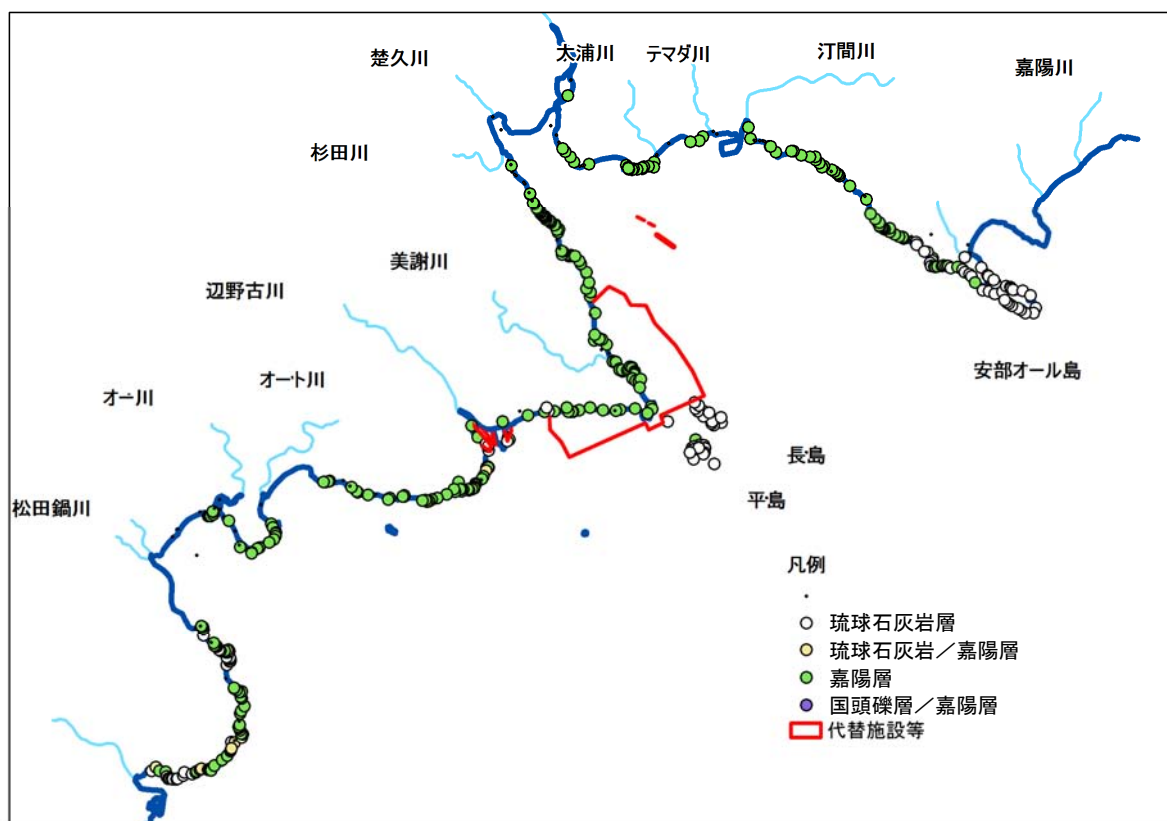 大浦川
テマダ川
汀間川
楚久川
嘉陽川
杉田川
美謝川
辺野古川
オー川
オート川
安部オール島
長島
平島
松田鍋川
凡例
琉球石灰岩層
琉球石灰岩／嘉陽層
嘉陽層
国頭礫層／嘉陽層
代替施設等